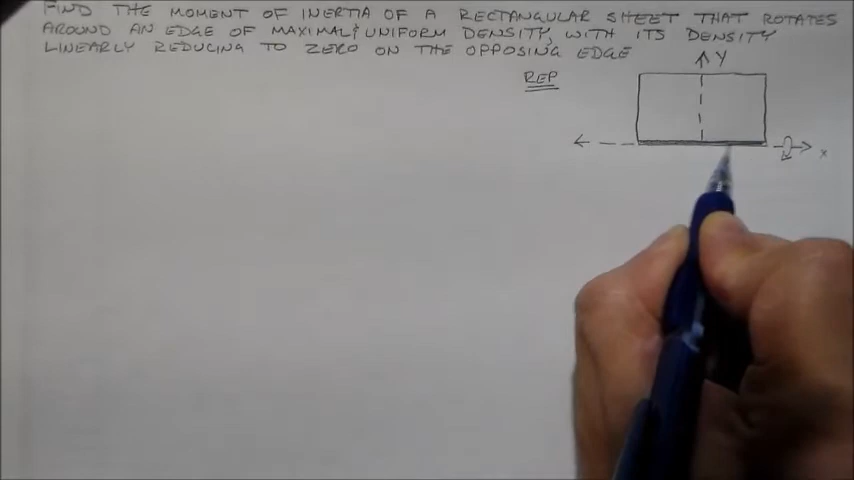 FIND THE MOMENT OF INERTIA OF A RECTANGULAR SHEET THAT ROTATES
AROUND AN EDGE OF MAXIMAL & UNIFORM DENSITY, WITH ITS DENSITY
LINEARLY REDUCING TO ZERO ON THE OPPOSING EDGE
REP
Y
x